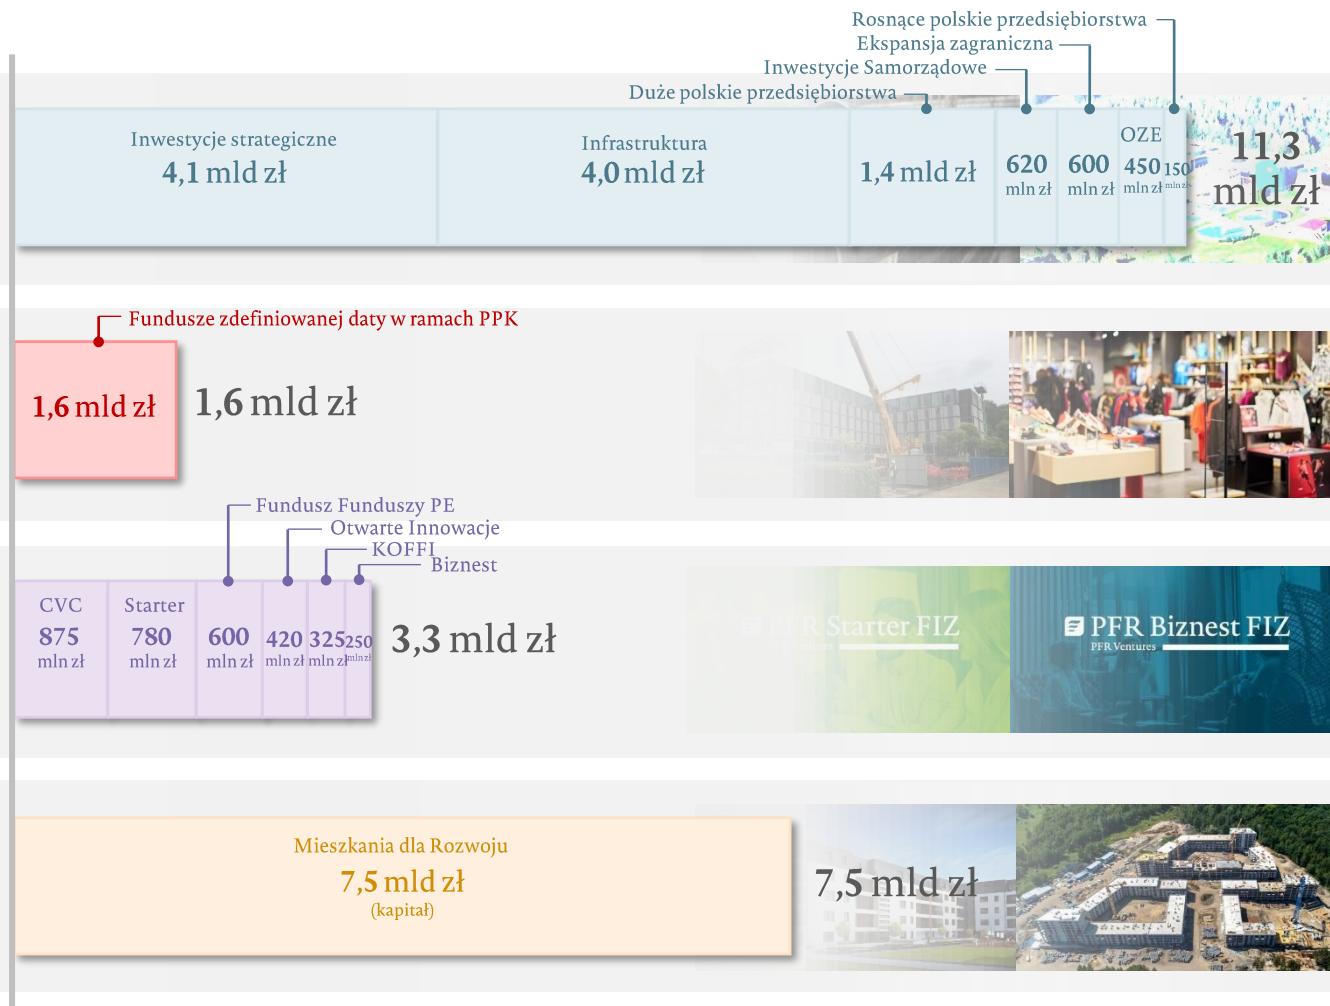 Rosnące polskie przedsiębiorstwa
Ekspansja zagraniczna
Inwestycje Samorządowe
Duże polskie przedsiębiorstwa
Inwestycje strategiczne
4,1 mld zł
Infrastruktura
4,0 mld zł
1,4 mld zł
620
mln zł
600
mln zł
OZE
450
mln zł
150
mln zł
11,3
mld zł
Fundusze zdefiniowanej daty w ramach PPK
1,6 mld zł
1,6 mld zł
Fundusz Funduszy PE
Otwarte Innowacje
KOFFI
Biznest
CVC
875
mln zł
Starter
780
mln zł
600
mln zł
420
mln zł
325
mln zł
250
mln zł
3,3 mld zł
PFR Starter FIZ
PFR Biznest FIZ
PFR Ventures
Mieszkania dla Rozwoju
7,5 mld zł
(kapitał)
7,5 mld zł